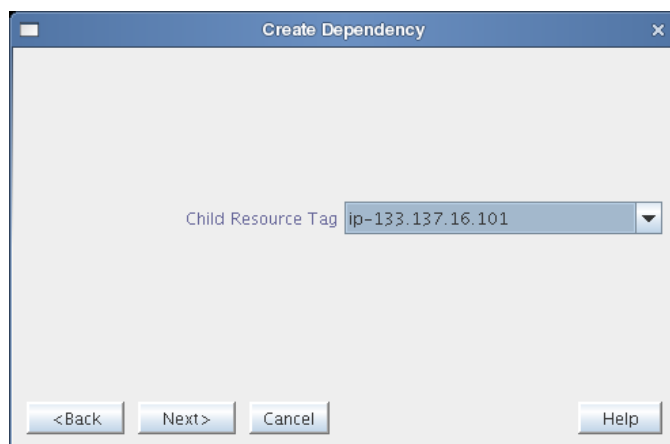 Create Dependency
Child Resource Tag ip-133.137.16.101
<Back Next> Cancel Help